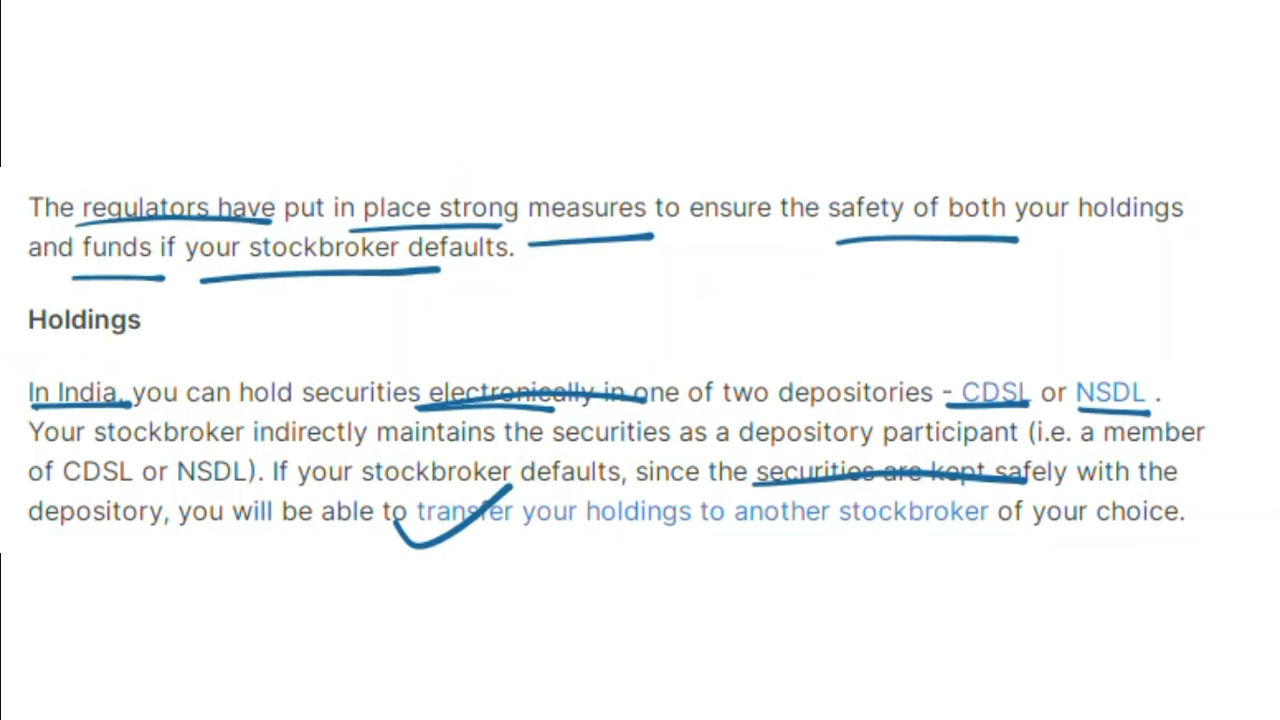 The regulators have put in place strong measures to ensure the safety of both your holdings
and funds if your stockbroker defaults.
Holdings
In India, you can hold securities electronically in one of two depositories - CDSL or NSDL .
Your stockbroker indirectly maintains the securities as a depository participant (i.e. a member
of CDSL or NSDL). If your stockbroker defaults, since the securities are kept safely with the
depository, you will be able to transfer your holdings to another stockbroker of your choice.